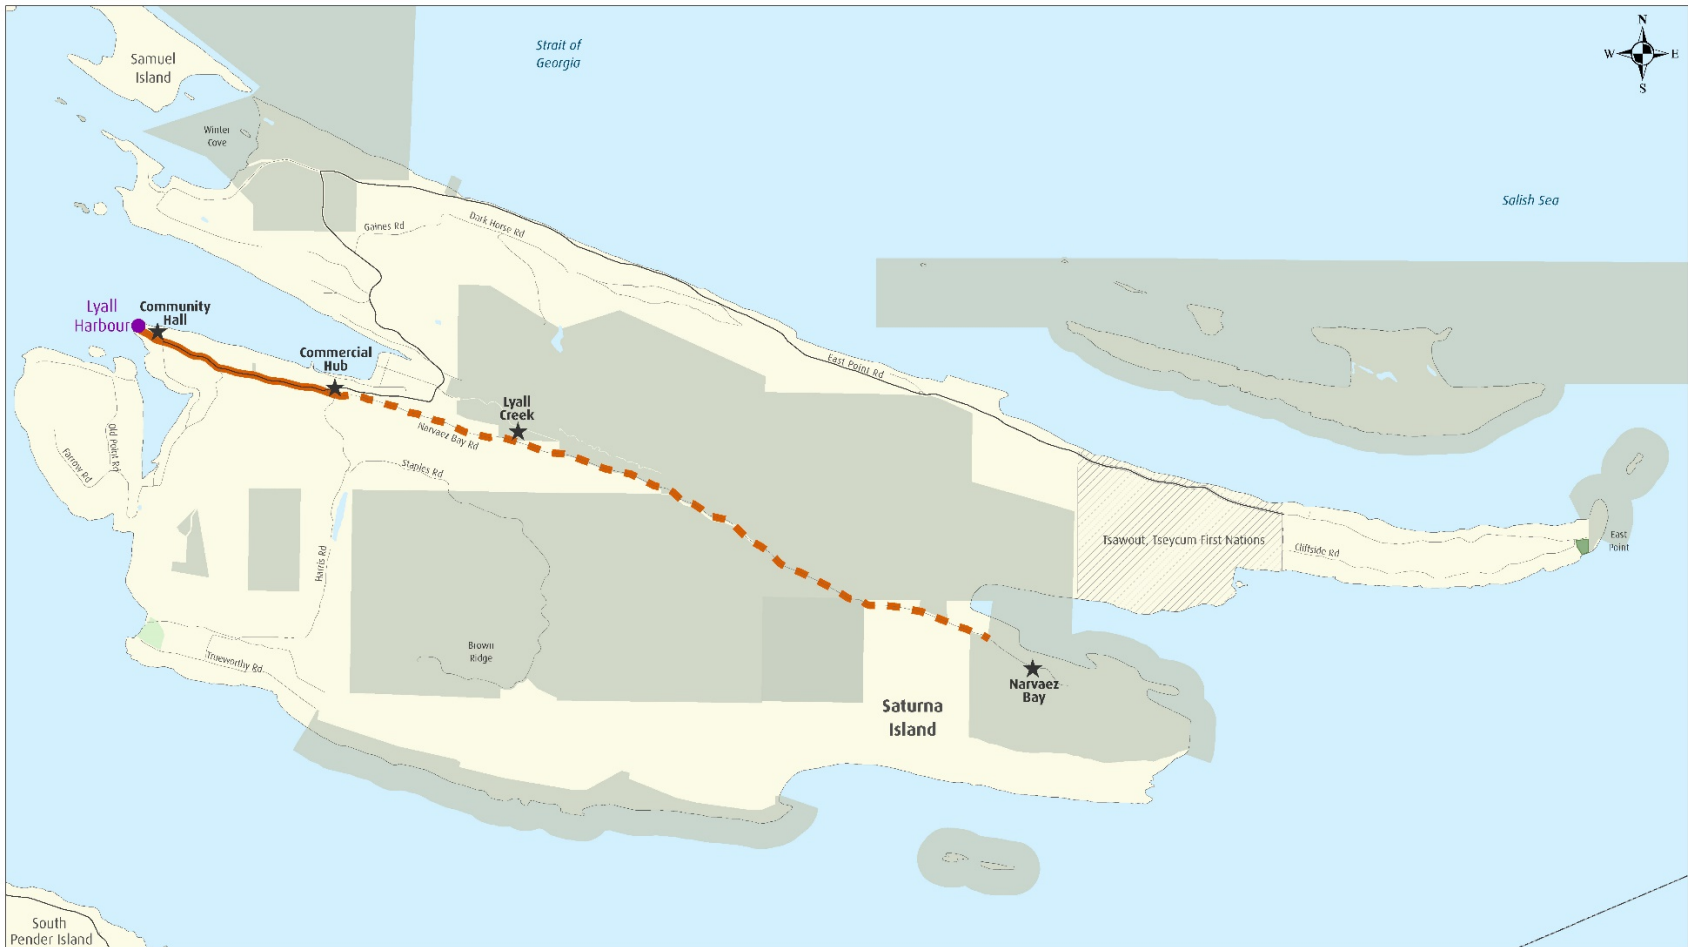 N
W
E
S
Strait of
Georgia
Samuel
Island
Winter
Cove
Salish Sea
Gaines Rd
Dark Horse Rd
Lyall
Harbour
Community
Hall
Commercial
Hub
East Point Rd
Lyall
Creek
Narvaez Bay Rd
Old Point Rd
Farrow Rd
Staples Rd
Harris Rd
Tsawout, Tseycum First Nations
Cliffside Rd
East
Point
Trueworthy Rd
Brown
Ridge
Narvaez
Bay
Saturna
Island
South
Pender Island